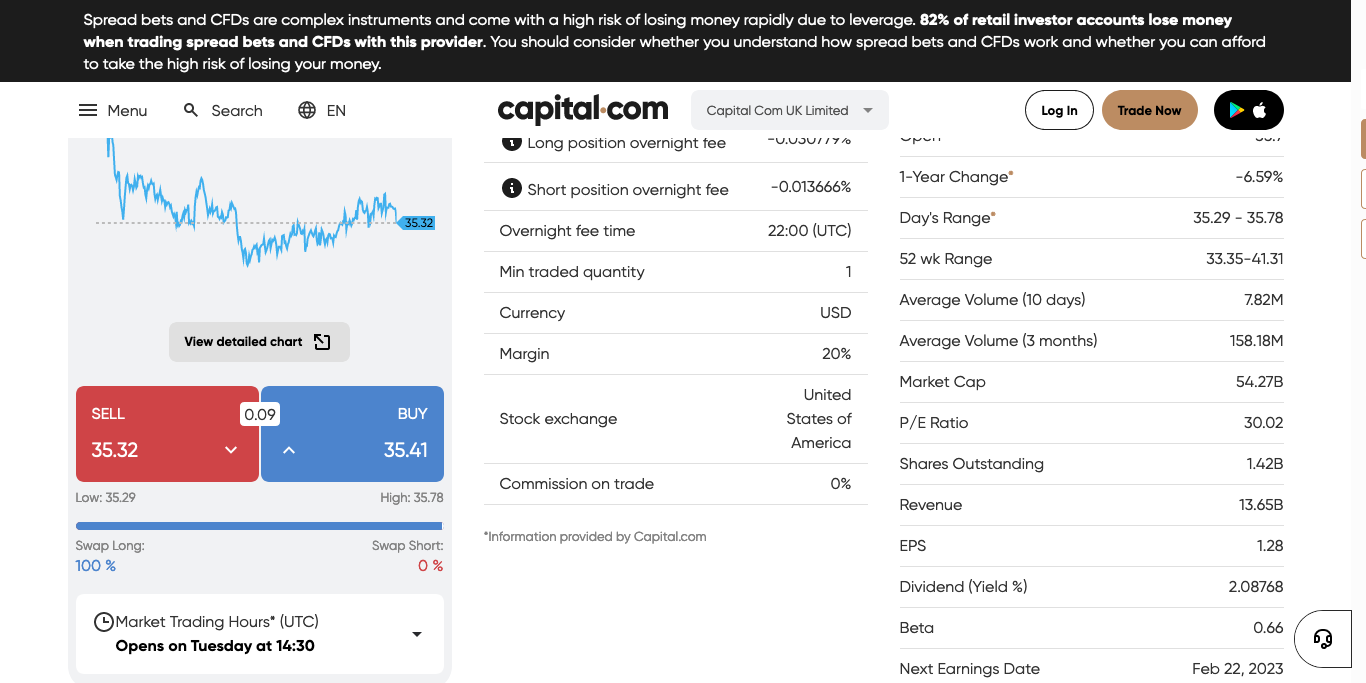 Spread bets and CFDs are complex instruments and come with a high risk of losing money rapidly due to leverage. 82% of retail investor accounts lose money
when trading spread bets and CFDs with this provider. You should consider whether you understand how spread bets and CFDs work and whether you can afford
to take the high risk of losing your money.
Menu
Search
EN
capital.com
Capital Com UK Limited
Log In
Trade Now
35.32
View detailed chart
SELL
35.32
0.09
BUY
35.41
Low: 35.29
High: 35.78
Swap Long:
100 %
Swap Short:
0 %
Market Trading Hours* (UTC)
Opens on Tuesday at 14:30
Long position overnight fee -0.030779%
Short position overnight fee -0.013666%
Overnight fee time 22:00 (UTC)
Min traded quantity 1
Currency USD
Margin 20%
Stock exchange
United
States of
America
Commission on trade 0%
*Information provided by Capital.com
Open
1-Year Change* -6.59%
Day's Range* 35.29 - 35.78
52 wk Range 33.35-41.31
Average Volume (10 days) 7.82M
Average Volume (3 months) 158.18M
Market Cap 54.27B
P/E Ratio 30.02
Shares Outstanding 1.42B
Revenue 13.65B
EPS 1.28
Dividend (Yield %) 2.08768
Beta 0.66
Next Earnings Date Feb 22, 2023